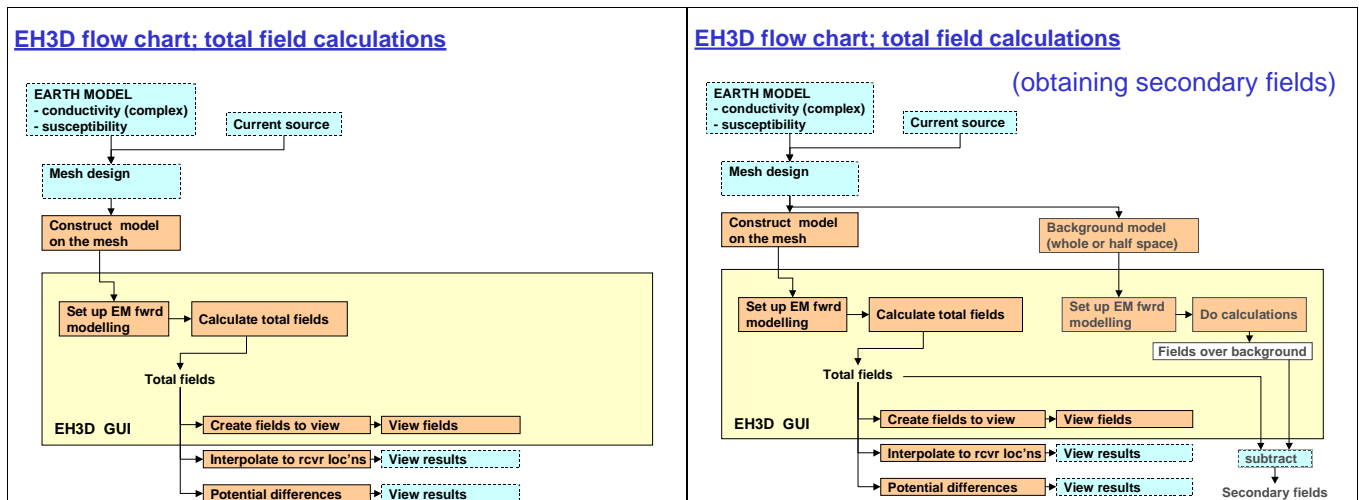 EH3D flow chart; total field calculations
EARTH MODEL
- conductivity (complex)
- susceptibility
Current source
Mesh design
Construct model
on the mesh
Set up EM fwrd
modelling
Calculate total fields
Total fields
Create fields to view
View fields
EH3D GUI
Interpolate to rcvr loc'ns
View results
Potential differences
View results
EH3D flow chart; total field calculations
(obtaining secondary fields)
EARTH MODEL
- conductivity (complex)
- susceptibility
Current source
Mesh design
Construct model
on the mesh
Background model
(whole or half space)
Set up EM fwrd
modelling
Calculate total fields
Set up EM fwrd
modelling
Do calculations
Fields over background
Total fields
Create fields to view
View fields
EH3D GUI
Interpolate to rcvr loc'ns
View results
subtract
Potential differences
View results
Secondary fields